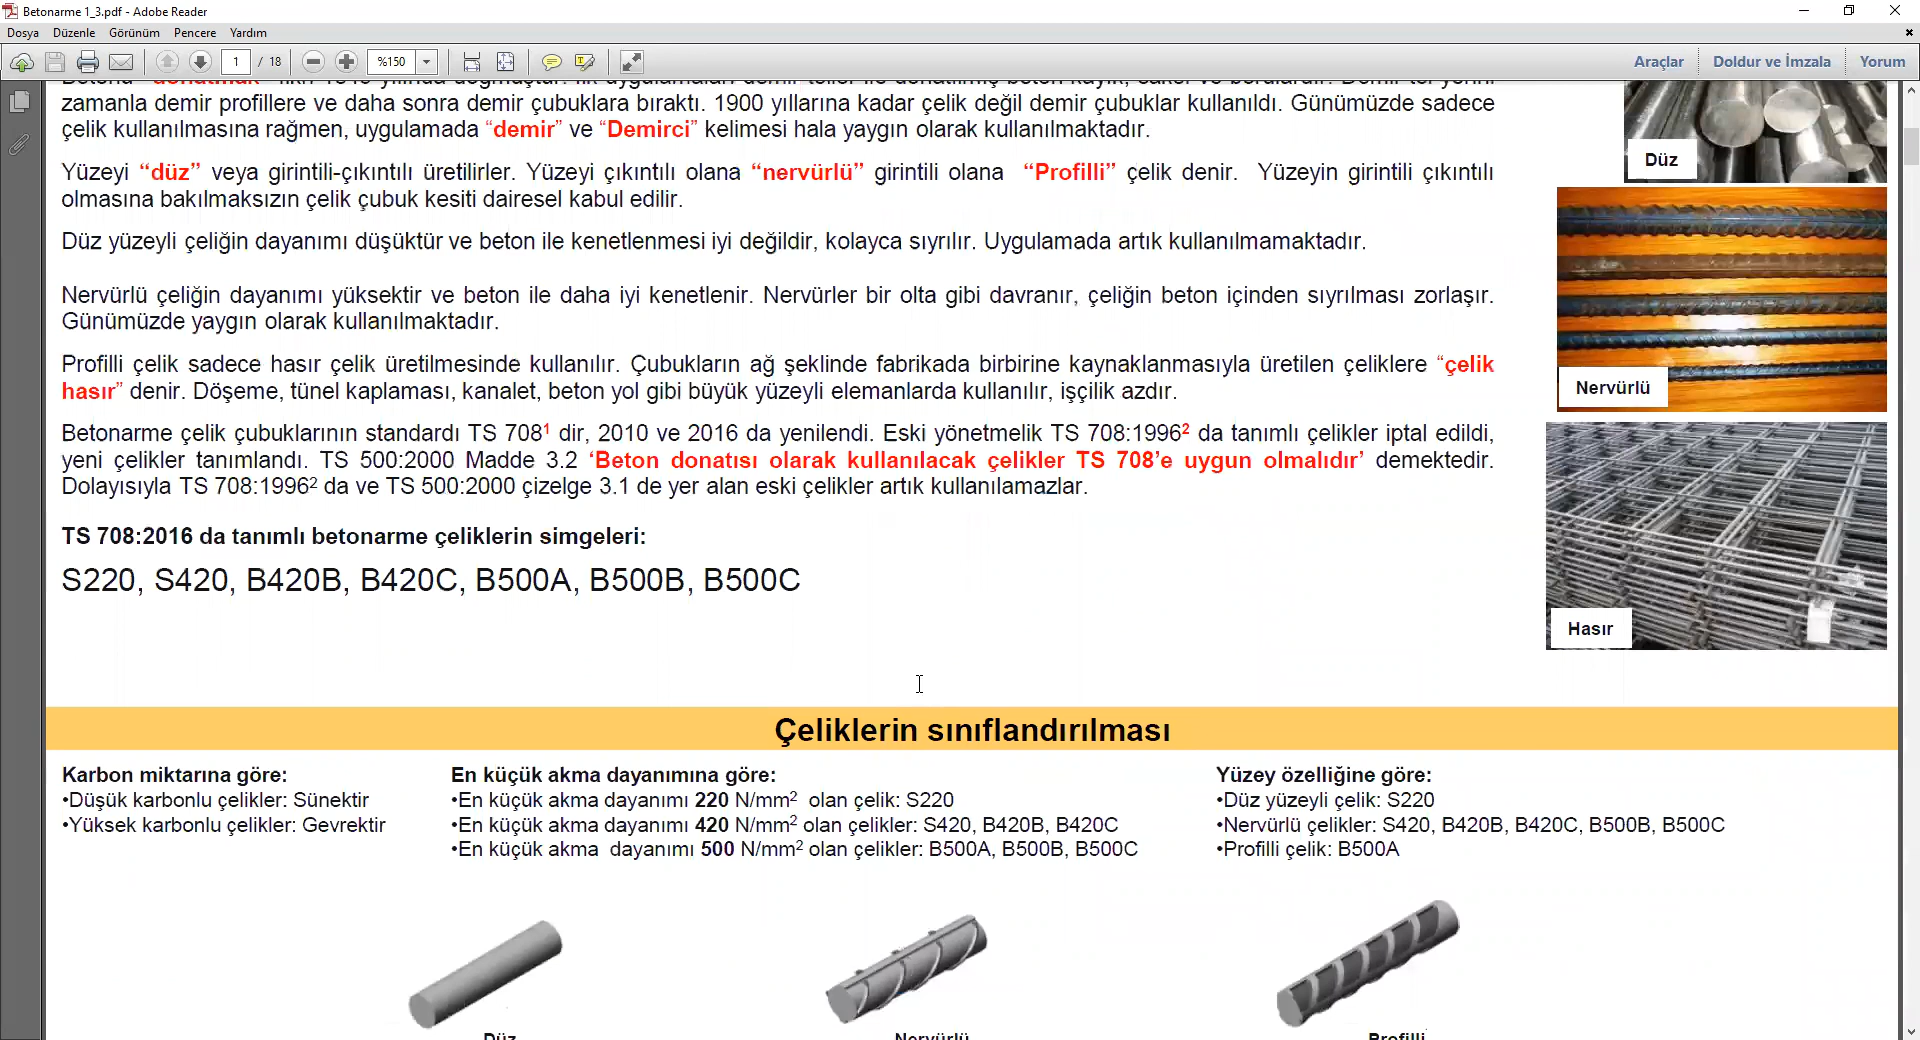 Betonarme 1_3.pdf - Adobe Reader
Dosya Düzenle Görünüm Pencere Yardım
1 / 18 %150 Araçlar Doldur ve İmzala Yorum
zamanla demir profillere ve daha sonra demir çubuklara bıraktı. 1900 yıllarına kadar çelik değil demir çubuklar kullanıldı. Günümüzde sadece
çelik kullanılmasına rağmen, uygulamada “demir” ve “Demirci” kelimesi hala yaygın olarak kullanılmaktadır.
Düz
Yüzeyi “düz” veya girintili-çıkıntılı üretilirler. Yüzeyi çıkıntılı olana “nervürlü” girintili olana “Profilli” çelik denir. Yüzeyin girintili çıkıntılı
olmasına bakılmaksızın çelik çubuk kesiti dairesel kabul edilir.
Düz yüzeyli çeliğin dayanımı düşüktür ve beton ile kenetlenmesi iyi değildir, kolayca sıyrılır. Uygulamada artık kullanılmamaktadır.
Nervürlü çeliğin dayanımı yüksektir ve beton ile daha iyi kenetlenir. Nervürler bir olta gibi davranır, çeliğin beton içinden sıyrılması zorlaşır.
Günümüzde yaygın olarak kullanılmaktadır.
Profilli çelik sadece hasır çelik üretilmesinde kullanılır. Çubukların ağ şeklinde fabrikada birbirine kaynaklanmasıyla üretilen çeliklere “çelik
hasır” denir. Döşeme, tünel kaplaması, kanalet, beton yol gibi büyük yüzeyli elemanlarda kullanılır, işçilik azdır.
Nervürlü
Betonarme çelik çubuklarının standardı TS 708¹ dir, 2010 ve 2016 da yenilendi. Eski yönetmelik TS 708:1996² da tanımlı çelikler iptal edildi,
yeni çelikler tanımlandı. TS 500:2000 Madde 3.2 ‘Beton donatısı olarak kullanılacak çelikler TS 708’e uygun olmalıdır’ demektedir.
Dolayısıyla TS 708:1996² da ve TS 500:2000 çizelge 3.1 de yer alan eski çelikler artık kullanılamazlar.
TS 708:2016 da tanımlı betonarme çeliklerin simgeleri:
S220, S420, B420B, B420C, B500A, B500B, B500C
Hasır
Çeliklerin sınıflandırılması
Karbon miktarına göre:
•Düşük karbonlu çelikler: Sünektir
•Yüksek karbonlu çelikler: Gevrektir
En küçük akma dayanımına göre:
•En küçük akma dayanımı 220 N/mm² olan çelik: S220
•En küçük akma dayanımı 420 N/mm² olan çelikler: S420, B420B, B420C
•En küçük akma dayanımı 500 N/mm² olan çelikler: B500A, B500B, B500C
Yüzey özelliğine göre:
•Düz yüzeyli çelik: S220
•Nervürlü çelikler: S420, B420B, B420C, B500B, B500C
•Profilli çelik: B500A
Düz Nervürlü Profilli